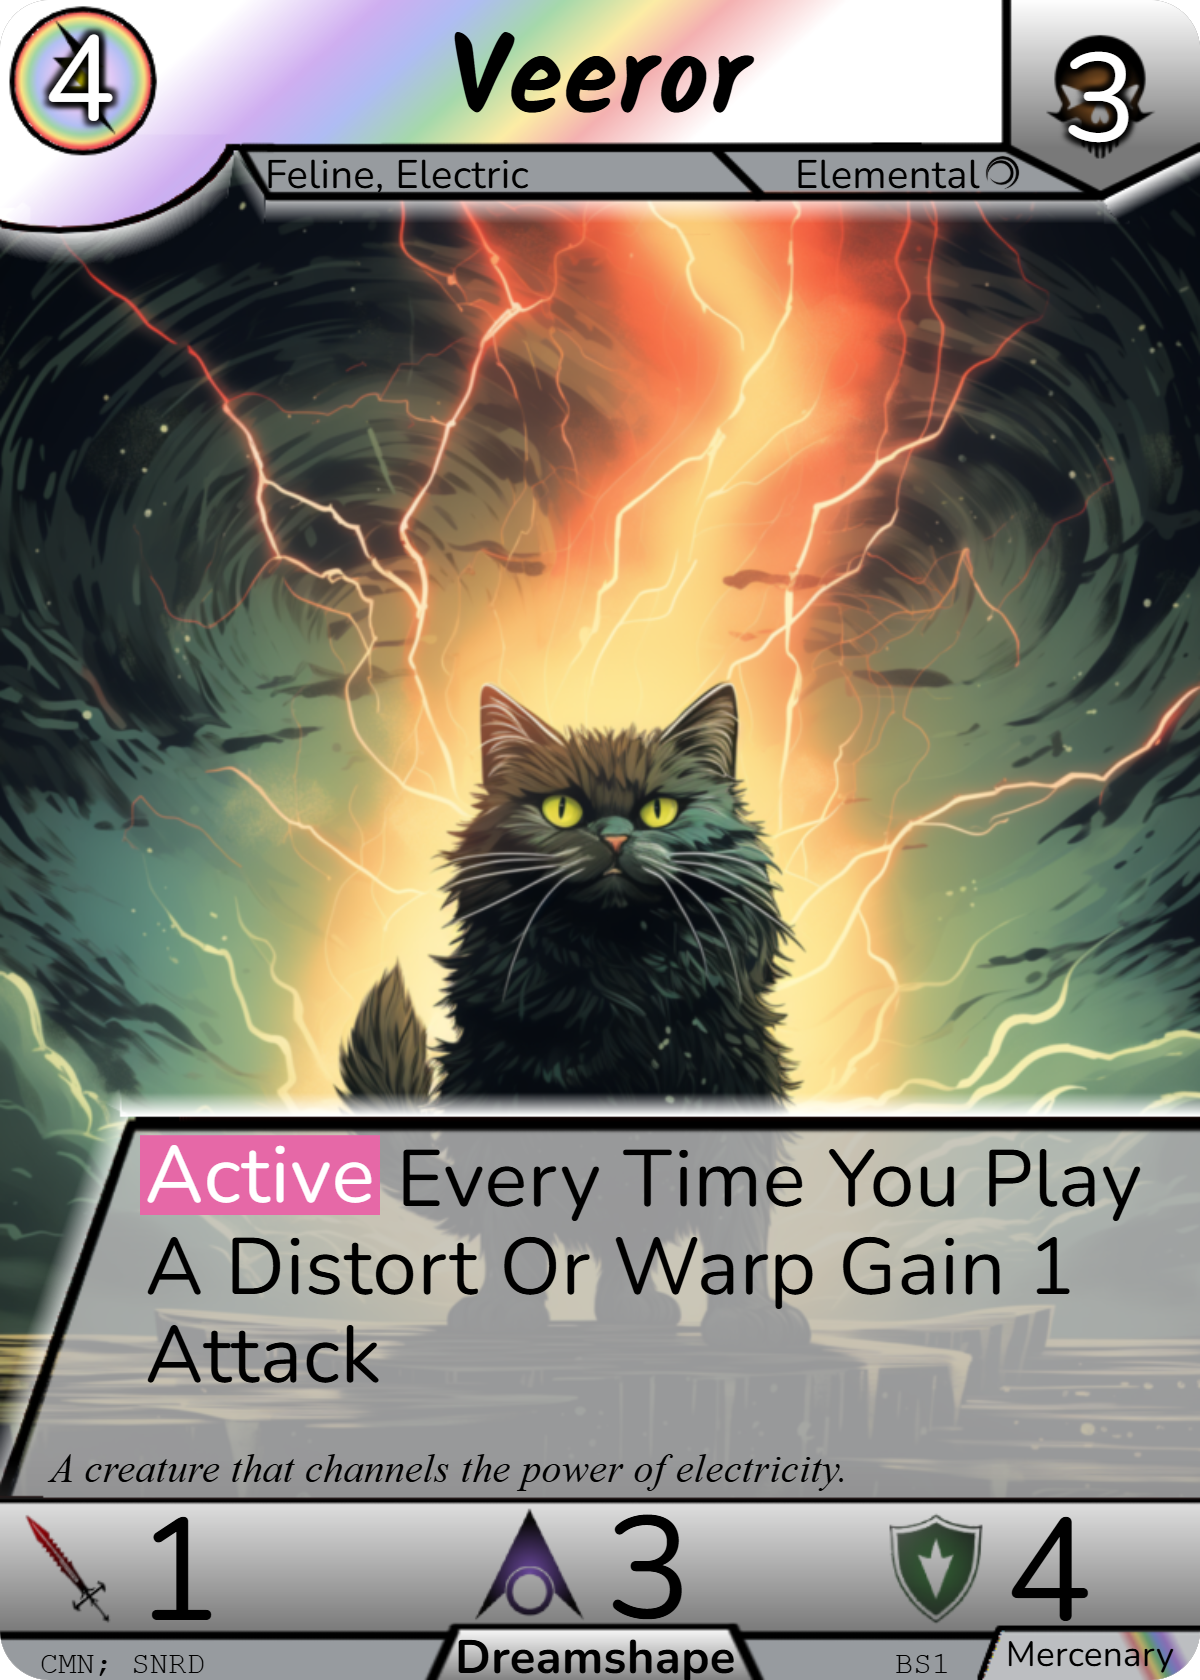 4
Veeror
3
Feline, Electric
Elemental
Active Every Time You Play
A Distort Or Warp Gain 1
Attack
A creature that channels the power of electricity.
1
3
4
CMN; SNRD
Dreamshape
BS1
Mercenary